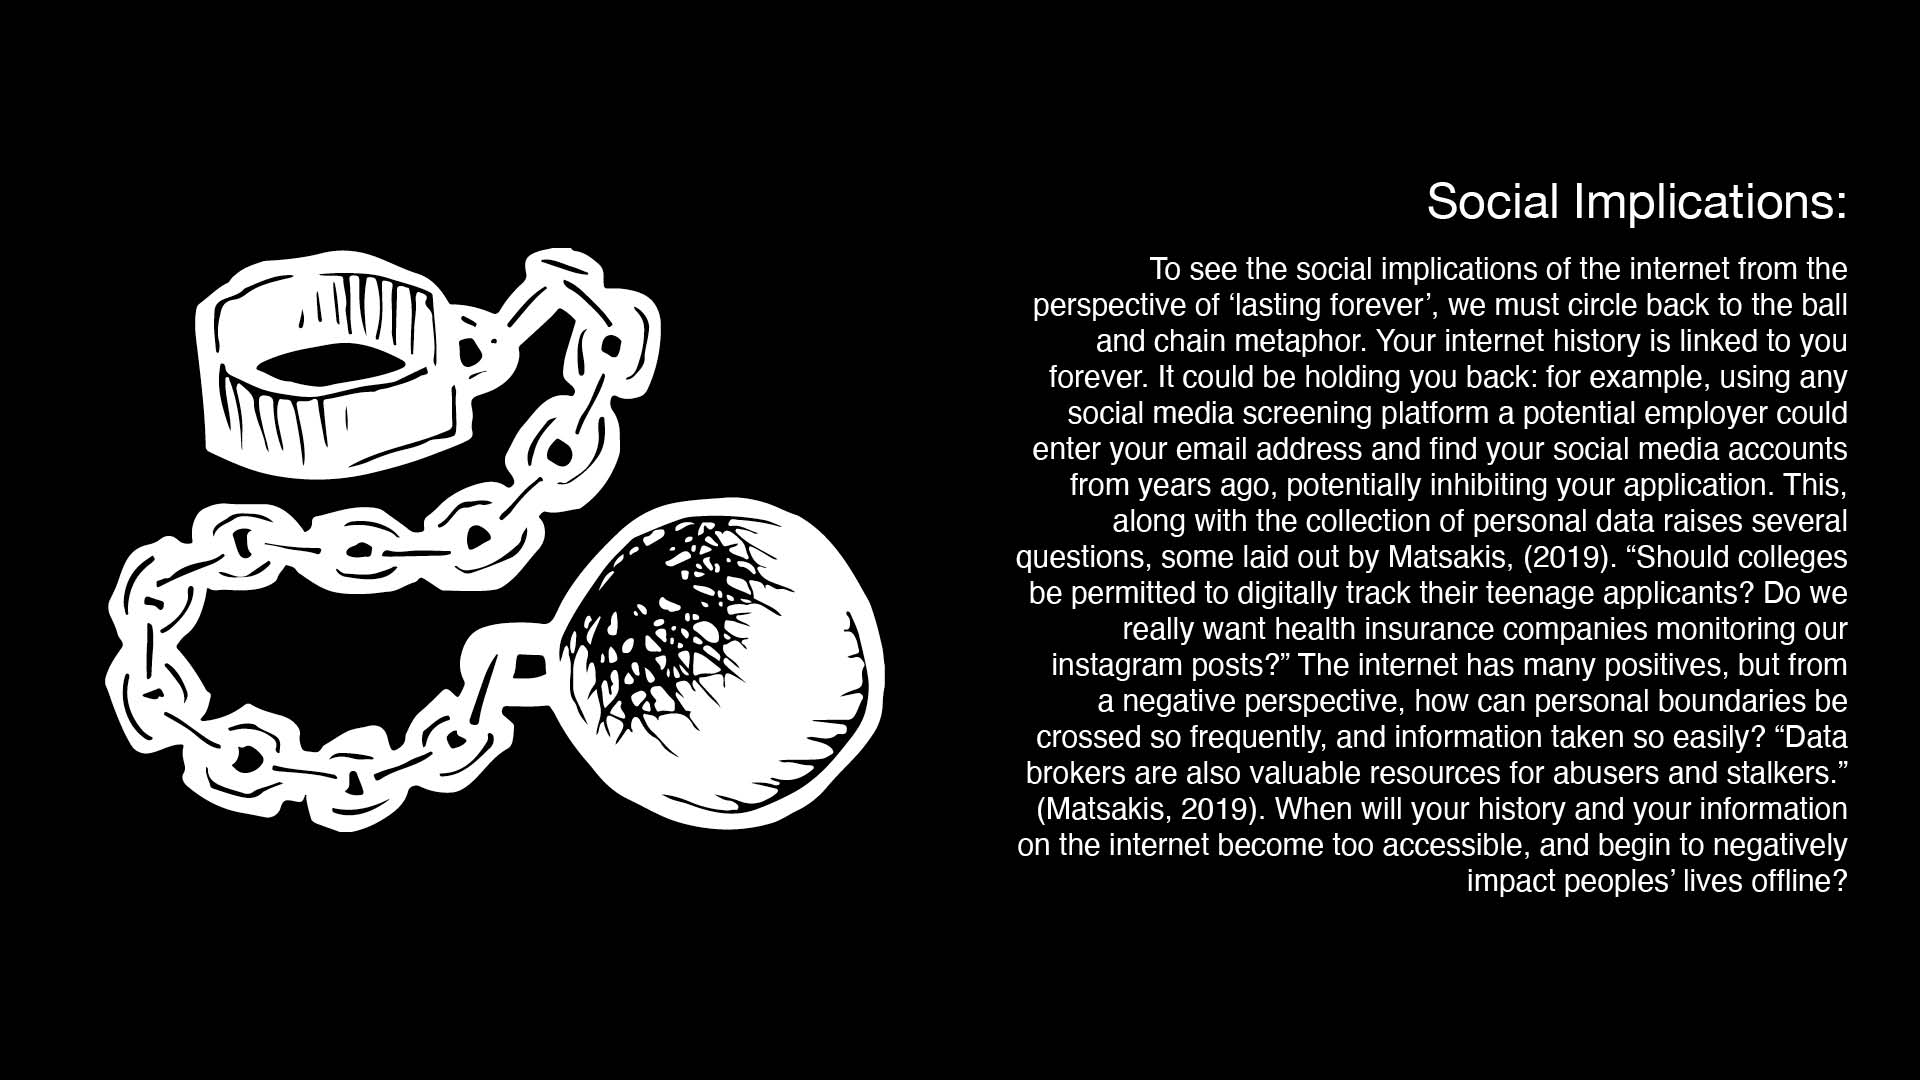 Social Implications:
To see the social implications of the internet from the
perspective of ‘lasting forever’, we must circle back to the ball
and chain metaphor. Your internet history is linked to you
forever. It could be holding you back: for example, using any
social media screening platform a potential employer could
enter your email address and find your social media accounts
from years ago, potentially inhibiting your application. This,
along with the collection of personal data raises several
questions, some laid out by Matsakis, (2019). “Should colleges
be permitted to digitally track their teenage applicants? Do we
really want health insurance companies monitoring our
instagram posts?” The internet has many positives, but from
a negative perspective, how can personal boundaries be
crossed so frequently, and information taken so easily? “Data
brokers are also valuable resources for abusers and stalkers.”
(Matsakis, 2019). When will your history and your information
on the internet become too accessible, and begin to negatively
impact peoples’ lives offline?